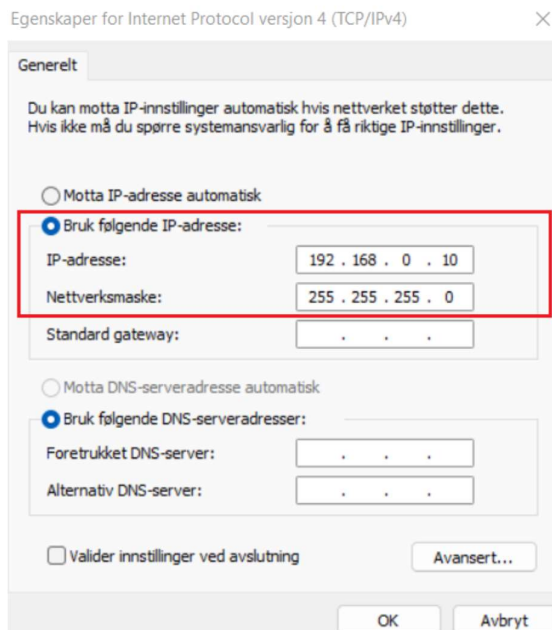 Egenskaper for Internet Protocol versjon 4 (TCP/IPv4)
Generelt
Du kan motta IP-innstillinger automatisk hvis nettverket støtter dette.
Hvis ikke må du spørre systemansvarlig for å få riktige IP-innstillinger.
Motta IP-adresse automatisk
Bruk følgende IP-adresse:
IP-adresse: 192 . 168 . 0 . 10
Nettverksmaske: 255 . 255 . 255 . 0
Standard gateway: . . .
Motta DNS-serveradresse automatisk
Bruk følgende DNS-serveradresser:
Foretrukket DNS-server: . . .
Alternativ DNS-server: . . .
Valider innstillinger ved avslutning Avansert...
OK Avbryt